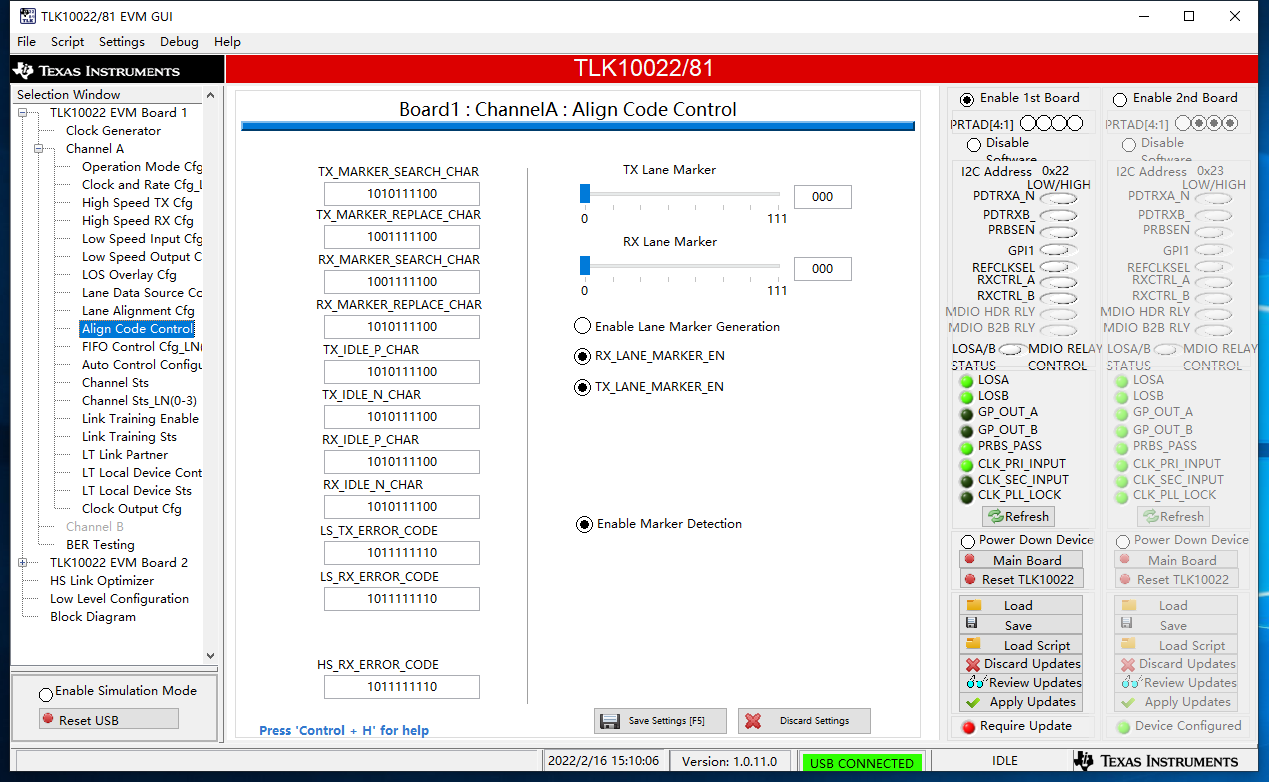 TLK10022/81 EVM GUI
File Script Settings Debug Help
TEXAS INSTRUMENTS
TLK10022/81
Selection Window
TLK10022 EVM Board 1
Clock Generator
Channel A
Operation Mode Cfg
Clock and Rate Cfg_L
High Speed TX Cfg
High Speed RX Cfg
Low Speed Input Cfg
Low Speed Output C
LOS Overlay Cfg
Lane Data Source Co
Lane Alignment Cfg
Align Code Control
FIFO Control Cfg_LN(
Auto Control Configu
Channel Sts
Channel Sts_LN(0-3)
Link Training Enable
Link Training Sts
LT Link Partner
LT Local Device Cont
LT Local Device Sts
Clock Output Cfg
Channel B
BER Testing
TLK10022 EVM Board 2
HS Link Optimizer
Low Level Configuration
Block Diagram
Enable Simulation Mode
Reset USB
Board1 : ChannelA : Align Code Control
TX_MARKER_SEARCH_CHAR
1010111100
TX_MARKER_REPLACE_CHAR
1001111100
RX_MARKER_SEARCH_CHAR
1001111100
RX_MARKER_REPLACE_CHAR
1010111100
TX_IDLE_P_CHAR
1010111100
TX_IDLE_N_CHAR
1010111100
RX_IDLE_P_CHAR
1010111100
RX_IDLE_N_CHAR
1010111100
LS_TX_ERROR_CODE
1011111110
LS_RX_ERROR_CODE
1011111110
HS_RX_ERROR_CODE
1011111110
Press 'Control + H' for help
TX Lane Marker
000
0 111
RX Lane Marker
000
0 111
Enable Lane Marker Generation
RX_LANE_MARKER_EN
TX_LANE_MARKER_EN
Enable Marker Detection
Save Settings [F5]
Discard Settings
Enable 1st Board
PRTAD[4:1]
Disable
Software
I2C Address 0x22
LOW/HIGH
PDTRXA_N
PDTRXB_
PRBSEN
GPI1
REFCLKSEL
RXCTRL_A
RXCTRL_B
MDIO HDR RLY
MDIO B2B RLY
LOSA/B MDIO RELAY
STATUS CONTROL
LOSA
LOSB
GP_OUT_A
GP_OUT_B
PRBS_PASS
CLK_PRI_INPUT
CLK_SEC_INPUT
CLK_PLL_LOCK
Refresh
Power Down Device
Main Board
Reset TLK10022
Load
Save
Load Script
Discard Updates
Review Updates
Apply Updates
Require Update
Enable 2nd Board
PRTAD[4:1]
Disable
Software
I2C Address 0x23
LOW/HIGH
PDTRXA_N
PDTRXB_
PRBSEN
GPI1
REFCLKSEL
RXCTRL_A
RXCTRL_B
MDIO HDR RLY
MDIO B2B RLY
LOSA/B MDIO RELAY
STATUS CONTROL
LOSA
LOSB
GP_OUT_A
GP_OUT_B
PRBS_PASS
CLK_PRI_INPUT
CLK_SEC_INPUT
CLK_PLL_LOCK
Refresh
Power Down Device
Main Board
Reset TLK10022
Load
Save
Load Script
Discard Updates
Review Updates
Apply Updates
Device Configured
2022/2/16 15:10:06 Version: 1.0.11.0 USB CONNECTED IDLE TEXAS INSTRUMENTS